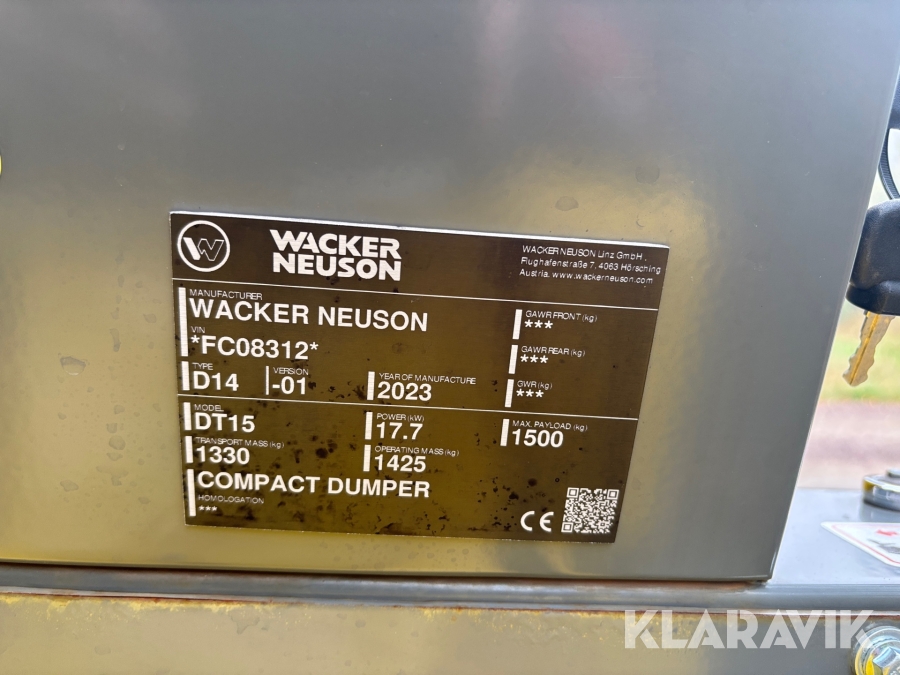 WACKER
NEUSON
WACKER NEUSON Linz GmbH,
Flughafenstraße 7, 4063 Hörsching
Austria. www.wackerneuson.com
MANUFACTURER
WACKER NEUSON
VIN
*FC08312*
TYPE VERSION YEAR OF MANUFACTURE
D14 -01 2023
GAWR FRONT (kg)
***
GAWR REAR (kg)
***
GWR (kg)
***
MODEL POWER (kW) MAX. PAYLOAD (kg)
DT15 17.7 1500
TRANSPORT MASS (kg) OPERATING MASS (kg)
1330 1425
COMPACT DUMPER
HOMOLOGATION
***
CE
KLARAVIK